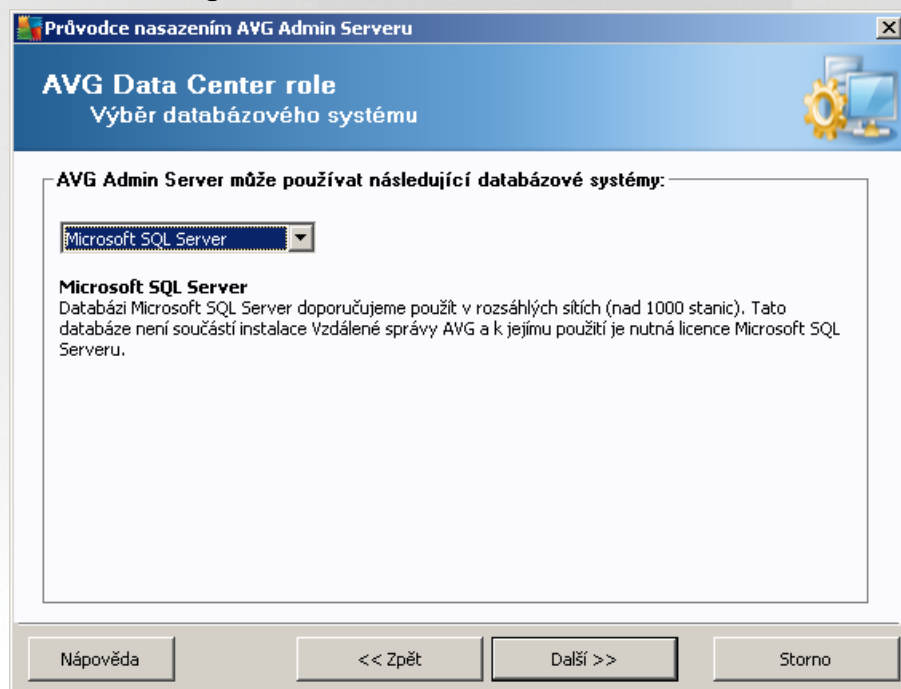 Průvodce nasazením AVG Admin Serveru
AVG Data Center role
Výběr databázového systému
AVG Admin Server může používat následující databázové systémy:
Microsoft SQL Server
Microsoft SQL Server
Databázi Microsoft SQL Server doporučujeme použít v rozsáhlých sítích (nad 1000 stanic). Tato
databáze není součástí instalace Vzdálené správy AVG a k jejímu použití je nutná licence Microsoft SQL
Serveru.
Nápověda
<< Zpět
Další >>
Storno